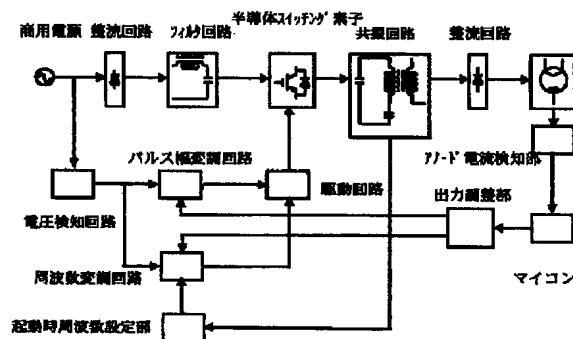 半導体スイッチング素子
商用電源 整流回路 フィルタ回路 共振回路 整流回路
パルス幅変調回路 駆動回路 アノード電流検知部
電圧検知回路 出力調整部
周波数変調回路 マイコン
起動時周波数設定部